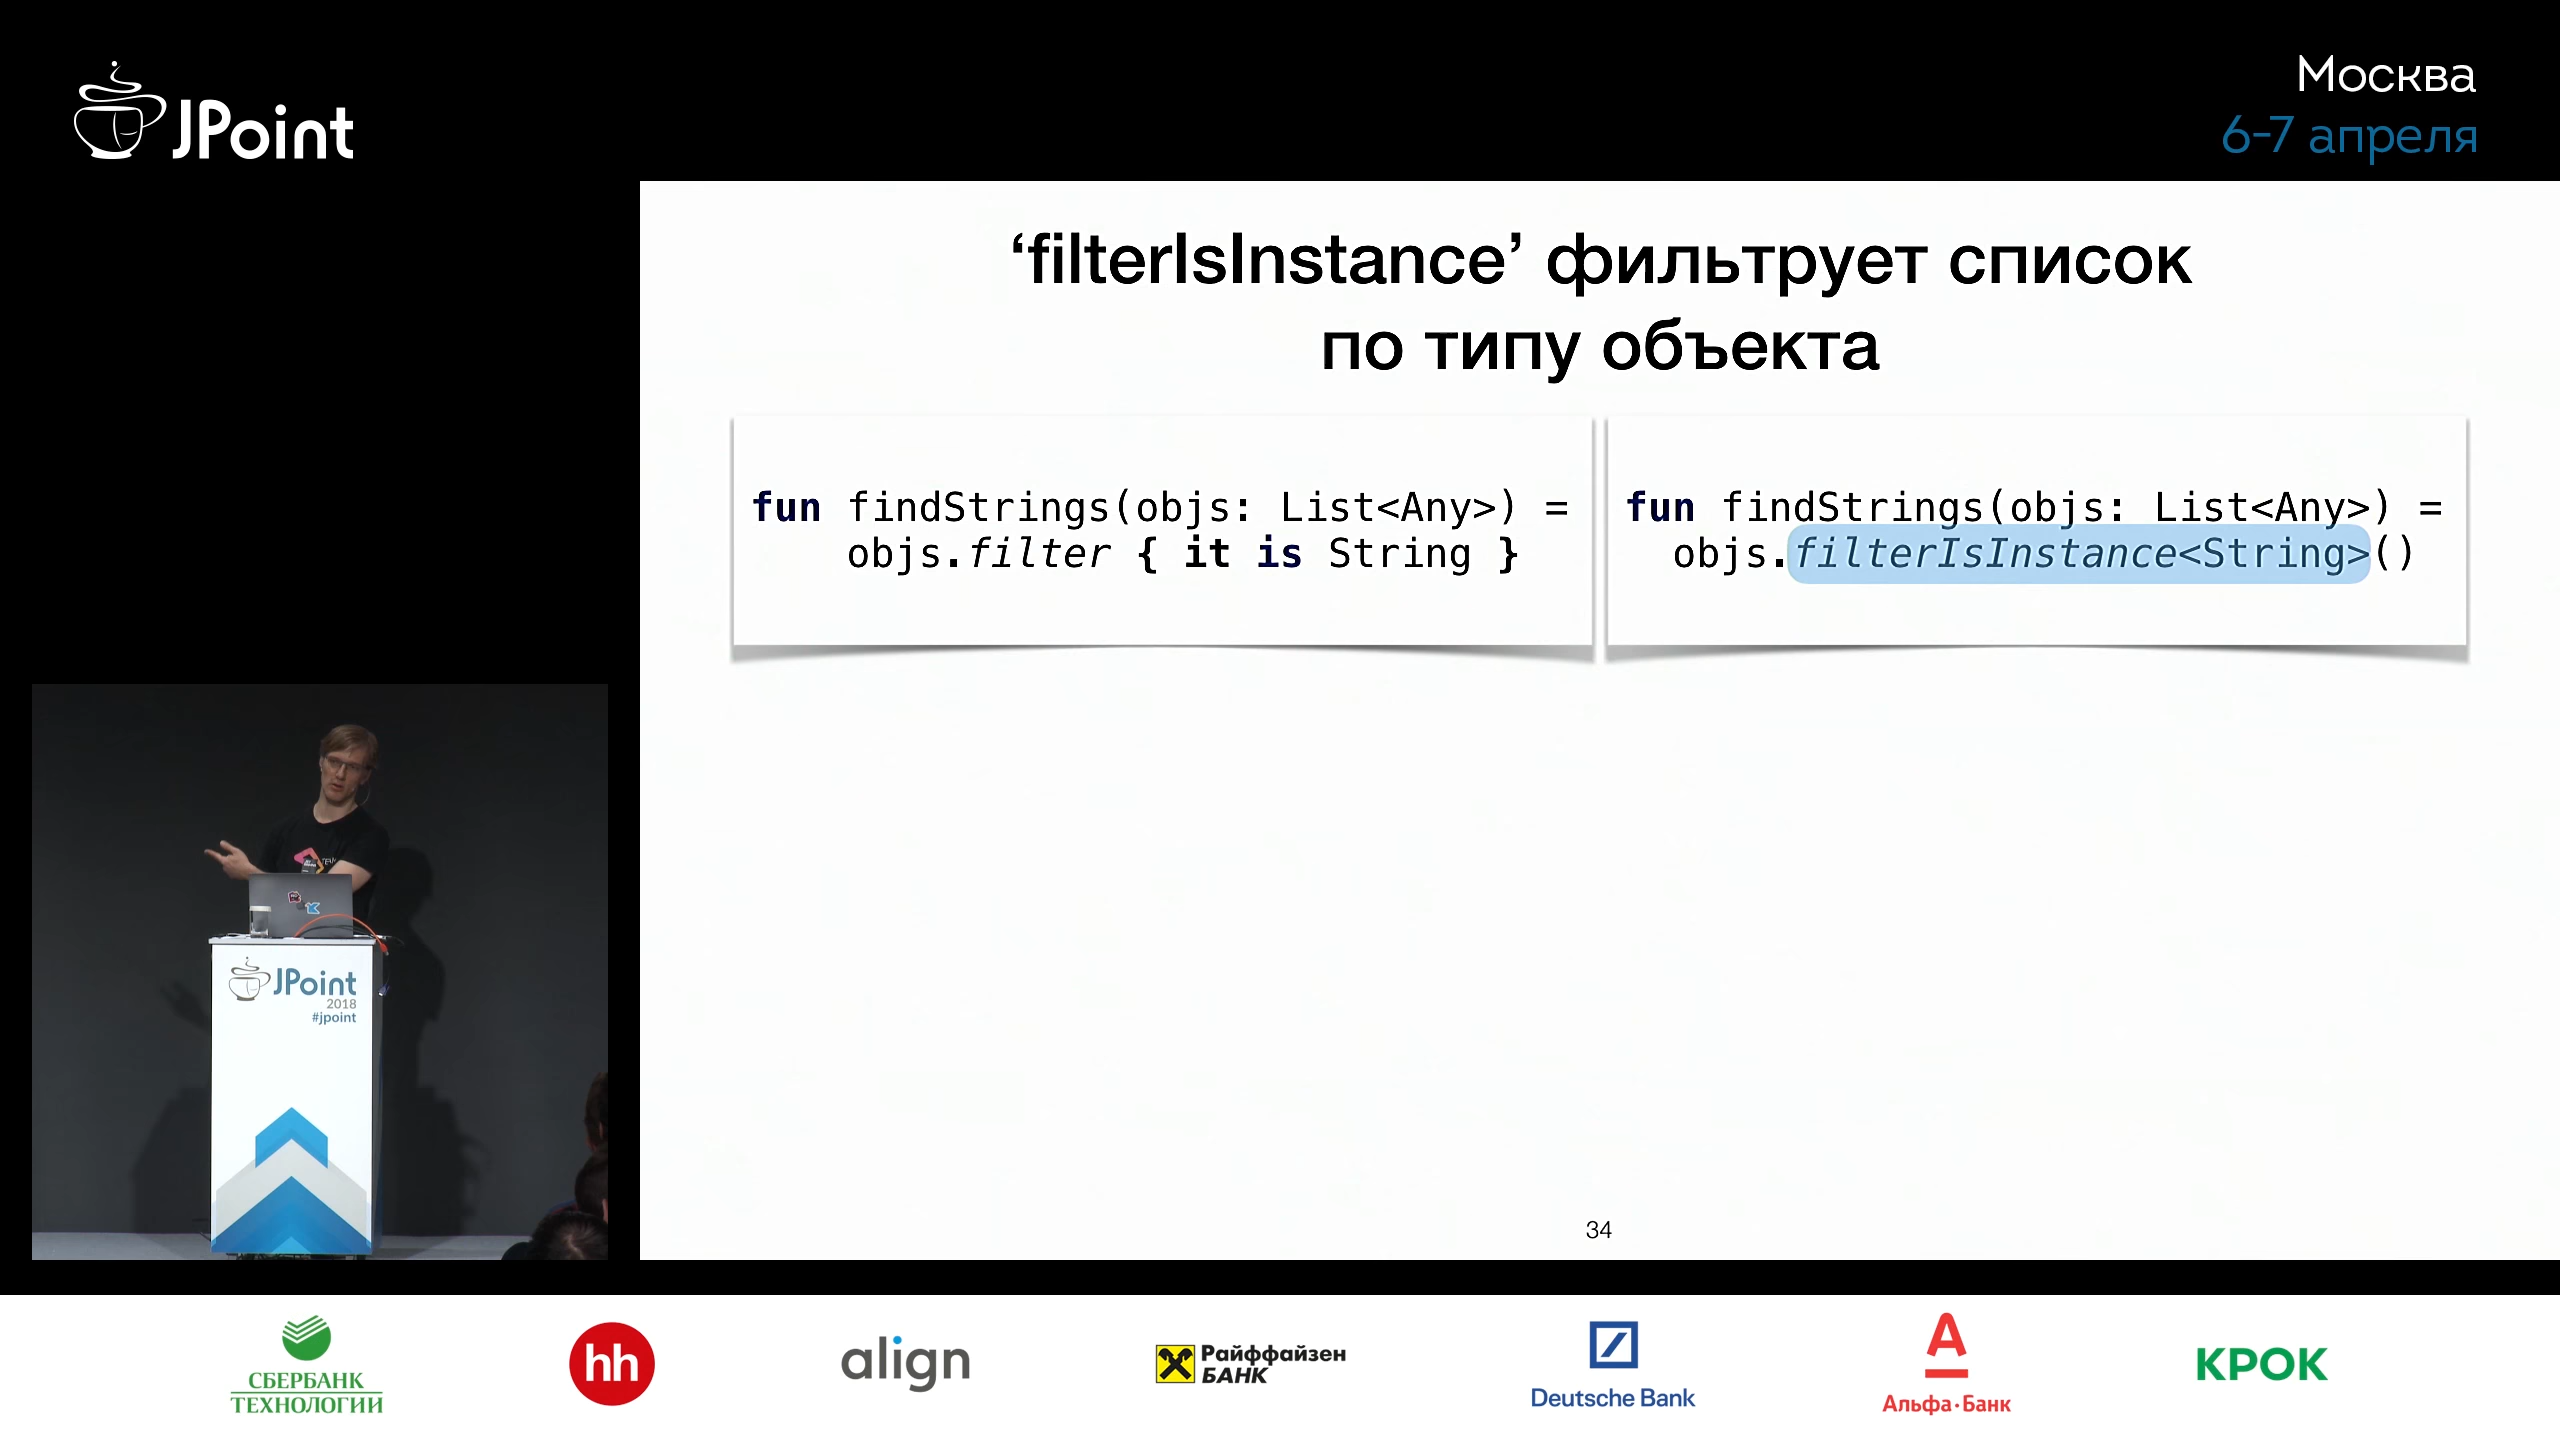 JPoint
Москва
6-7 апреля
‘filterIsInstance’ фильтрует список
по типу объекта
fun findStrings(objs: List<Any>) =
objs.filter { it is String }
fun findStrings(objs: List<Any>) =
objs.filterIsInstance<String>()
JPoint
2018
#jpoint
34
СБЕРБАНК
ТЕХНОЛОГИИ
hh
align
Райффайзен
БАНК
Deutsche Bank
Альфа·Банк
КРОК